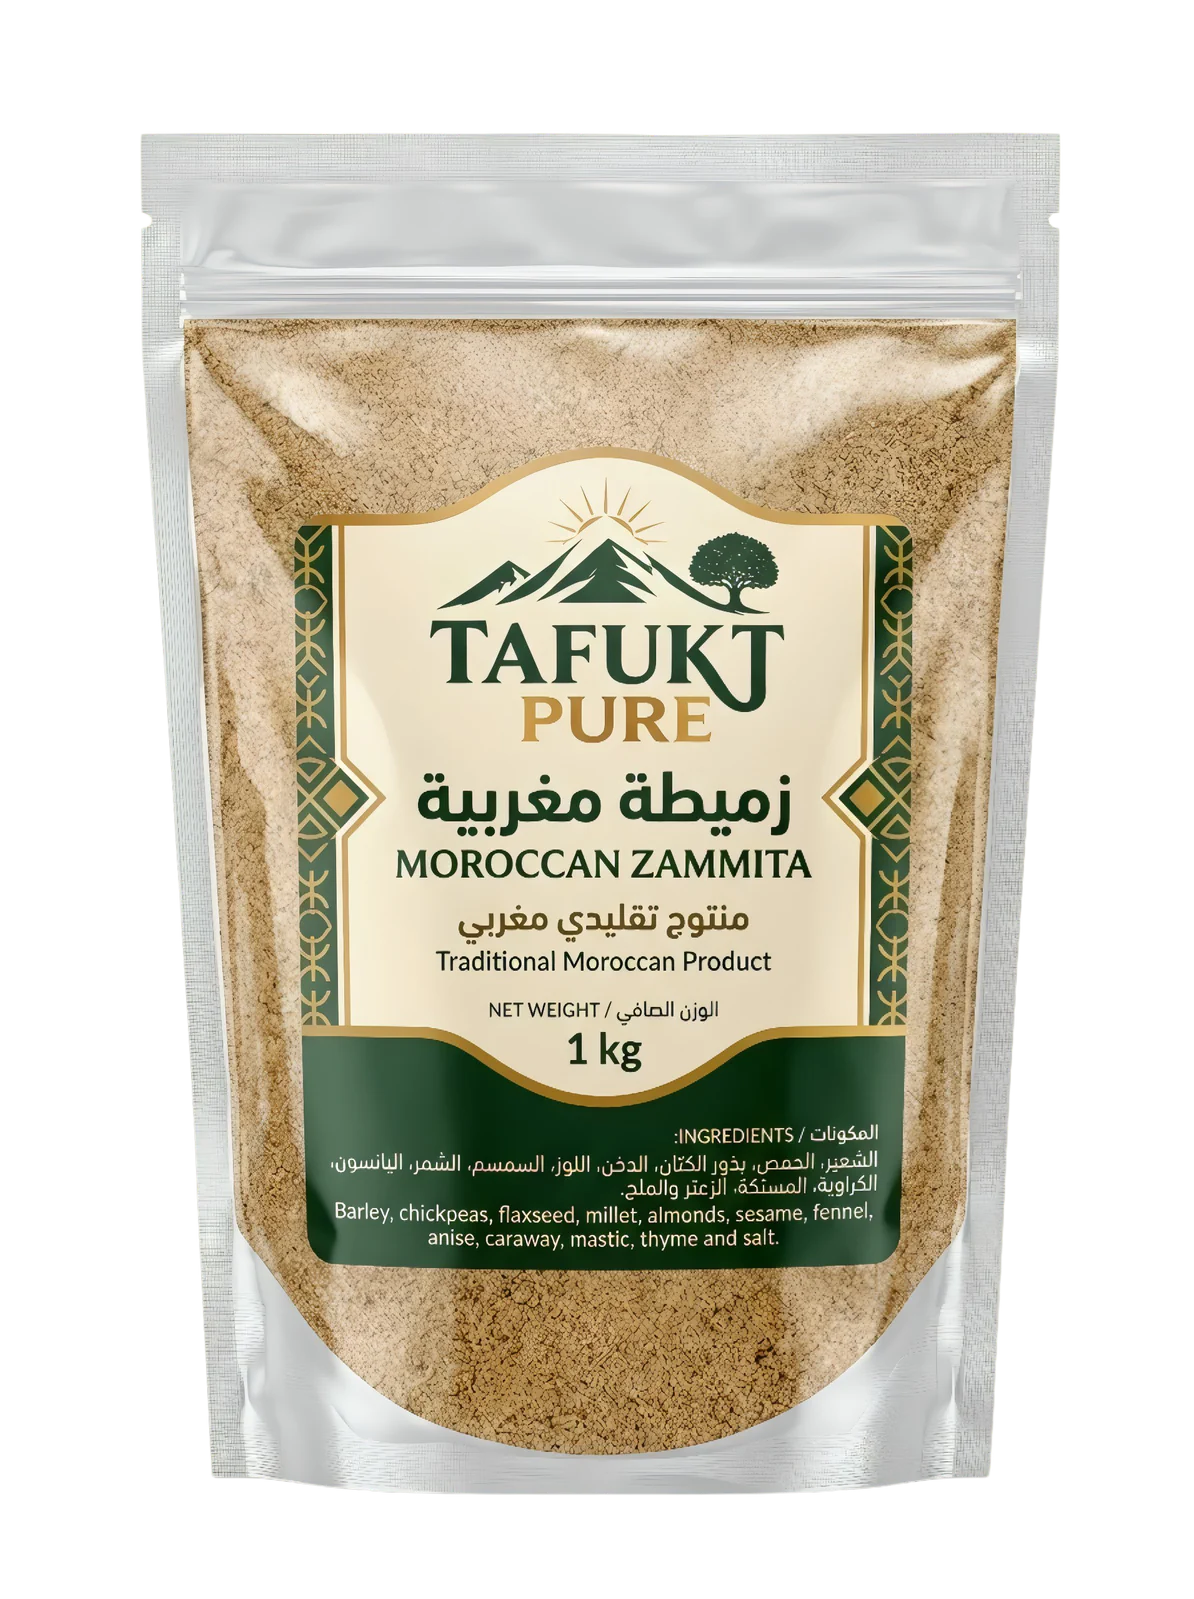 TAFUKT
PURE
زميطة مغربية
MOROCCAN ZAMMITA
منتوج تقليدي مغربي
Traditional Moroccan Product
NET WEIGHT / الوزن الصافي
1 kg
المكونات / INGREDIENTS:
الشعير، الحمص، بذور الكتان، الدخن، اللوز، السمسم، الشمر، اليانسون،
الكراوية، المستكة، الزعتر والملح.
Barley, chickpeas, flaxseed, millet, almonds, sesame, fennel,
anise, caraway, mastic, thyme and salt.